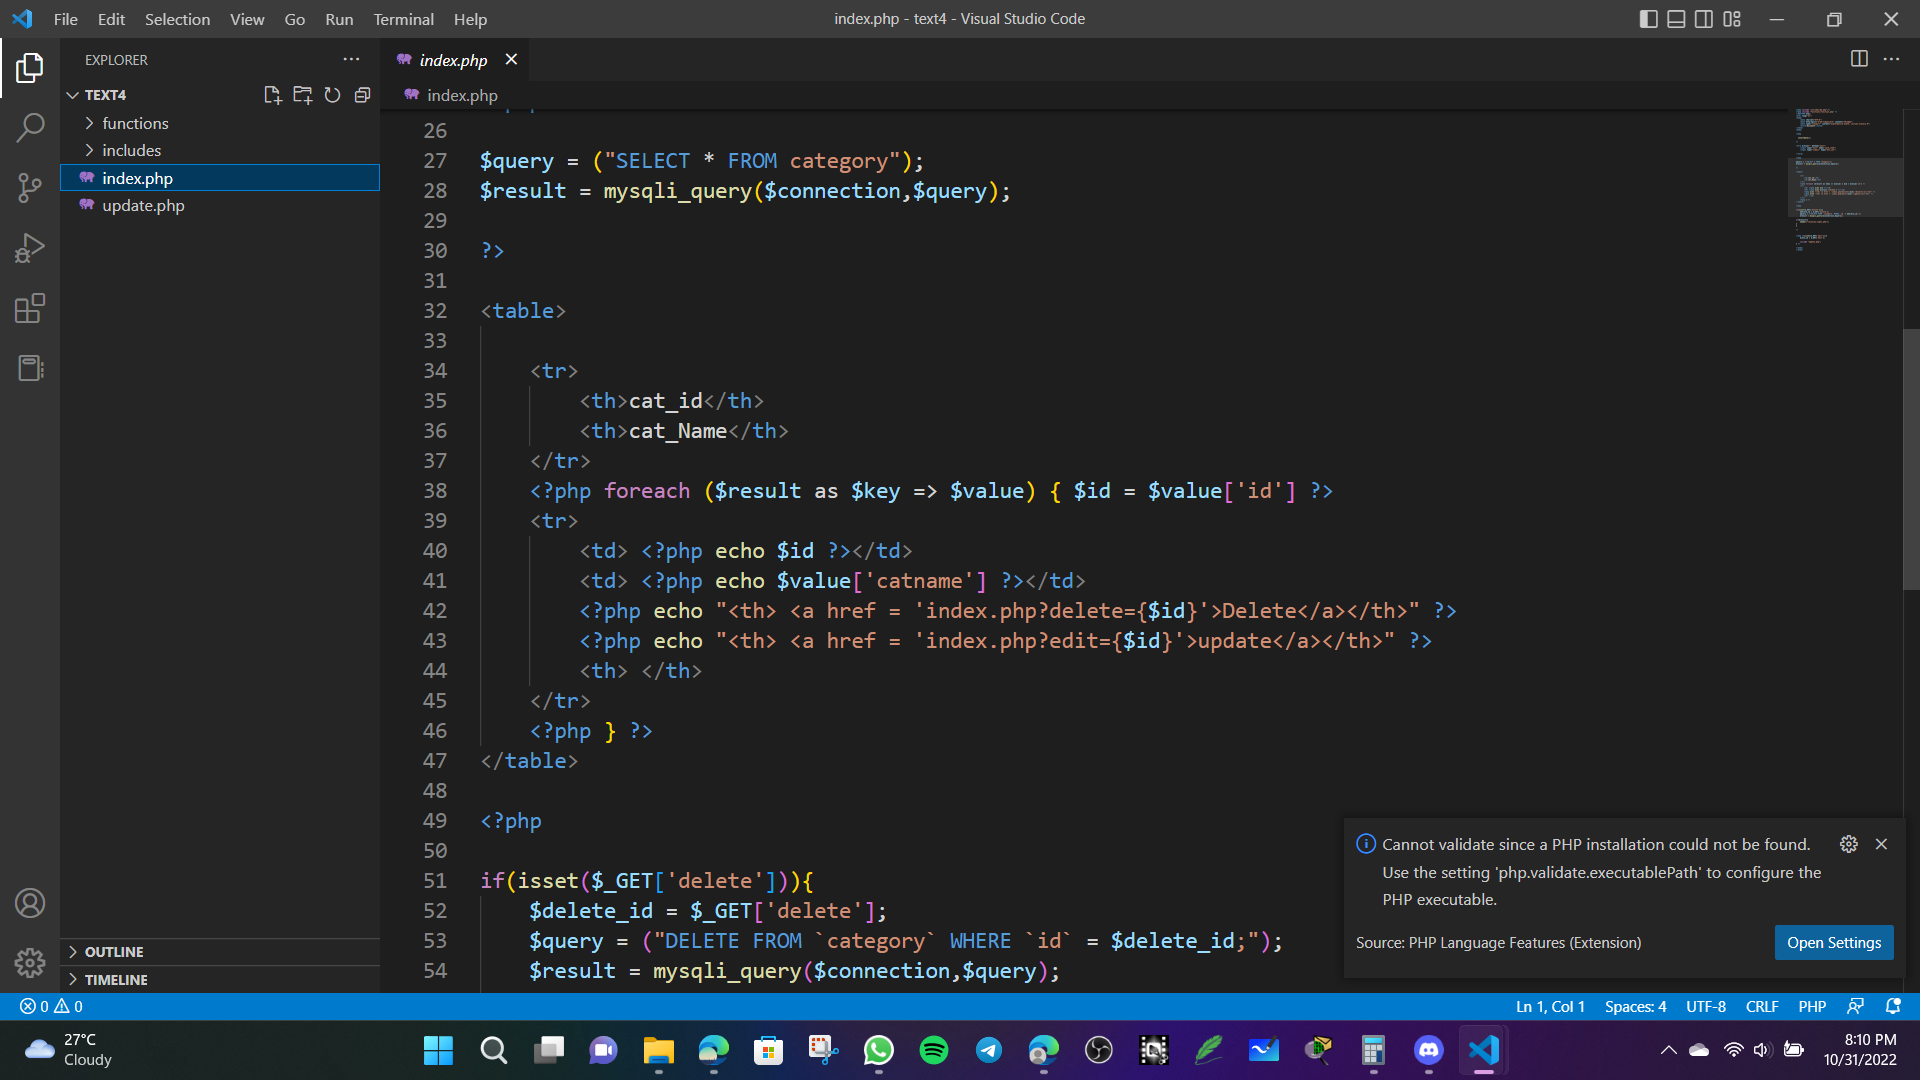 File Edit Selection View Go Run Terminal Help
index.php - text4 - Visual Studio Code
EXPLORER
TEXT4
functions
includes
index.php
update.php
OUTLINE
TIMELINE
index.php
index.php
26
27 $query = ("SELECT * FROM category");
28 $result = mysqli_query($connection,$query);
29
30 ?>
31
32 <table>
33
34 <tr>
35 <th>cat_id</th>
36 <th>cat_Name</th>
37 </tr>
38 <?php foreach ($result as $key => $value) { $id = $value['id'] ?>
39 <tr>
40 <td> <?php echo $id ?></td>
41 <td> <?php echo $value['catname'] ?></td>
42 <?php echo "<th> <a href = 'index.php?delete={$id}'>Delete</a></th>" ?>
43 <?php echo "<th> <a href = 'index.php?edit={$id}'>update</a></th>" ?>
44 <th> </th>
45 </tr>
46 <?php } ?>
47 </table>
48
49 <?php
50
51 if(isset($_GET['delete'])){
52 $delete_id = $_GET['delete'];
53 $query = ("DELETE FROM `category` WHERE `id` = $delete_id;");
54 $result = mysqli_query($connection,$query);
Cannot validate since a PHP installation could not be found.
Use the setting 'php.validate.executablePath' to configure the
PHP executable.
Source: PHP Language Features (Extension)
Open Settings
0 0
Ln 1, Col 1 Spaces: 4 UTF-8 CRLF PHP
27°C
Cloudy
8:10 PM
10/31/2022